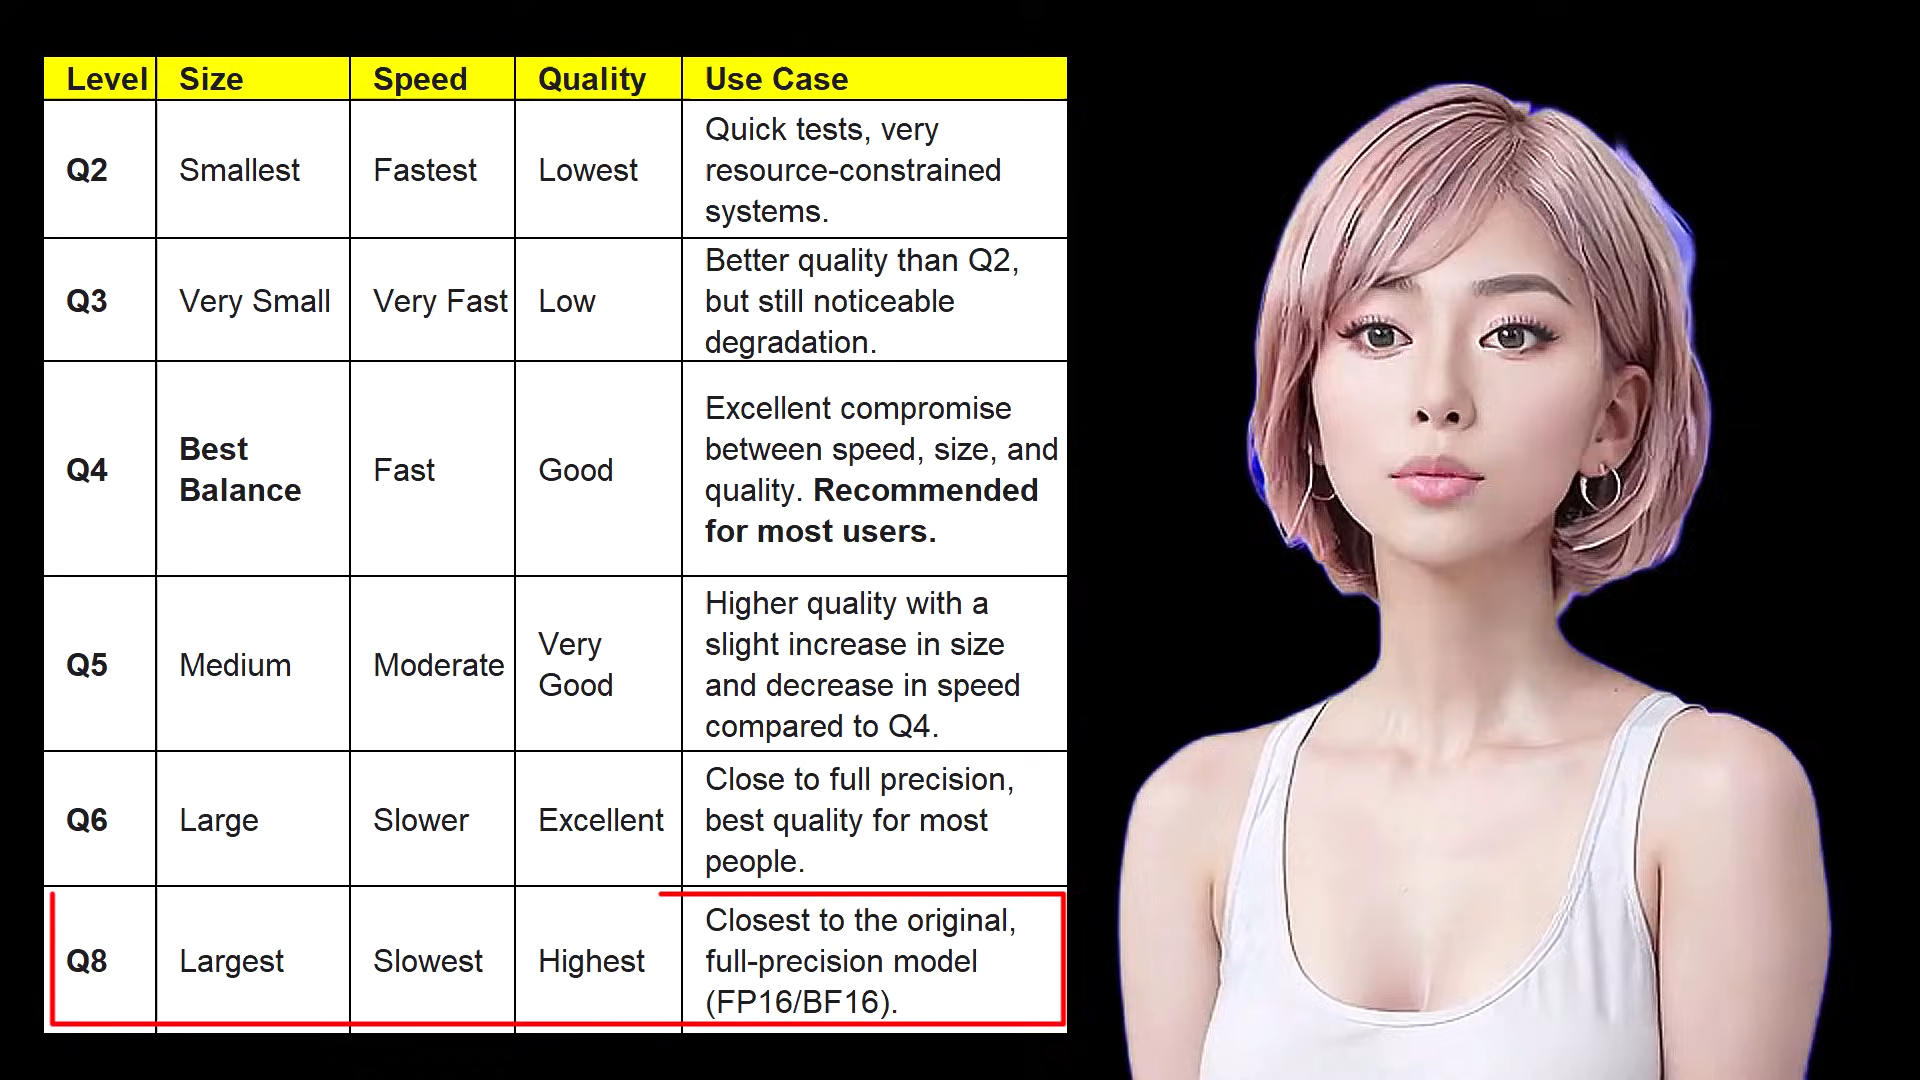 Level Size Speed Quality Use Case
Q2 Smallest Fastest Lowest Quick tests, very
resource-constrained
systems.
Q3 Very Small Very Fast Low Better quality than Q2,
but still noticeable
degradation.
Q4 Best
Balance Fast Good Excellent compromise
between speed, size, and
quality. Recommended
for most users.
Q5 Medium Moderate Very
Good Higher quality with a
slight increase in size
and decrease in speed
compared to Q4.
Q6 Large Slower Excellent Close to full precision,
best quality for most
people.
Q8 Largest Slowest Highest Closest to the original,
full-precision model
(FP16/BF16).